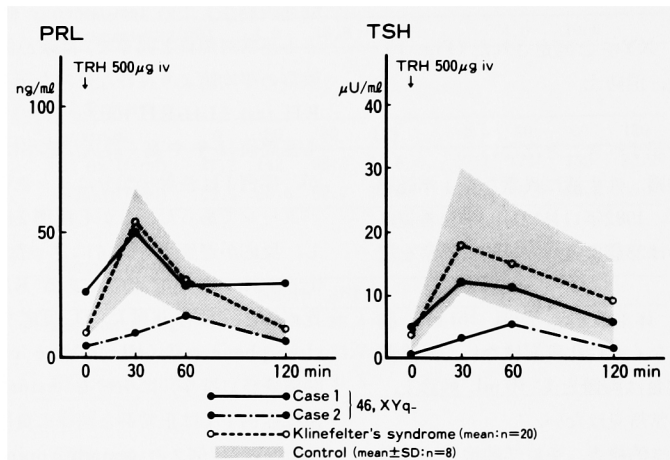 PRL
TRH 500μg iv
ng/ml
100
50
0
0 30 60 120 min
TSH
TRH 500μg iv
μU/ml
40
30
20
10
0
0 30 60 120 min
Case 1
Case 2
46, XYq-
Klinefelter's syndrome (mean:n=20)
Control (mean±SD:n=8)